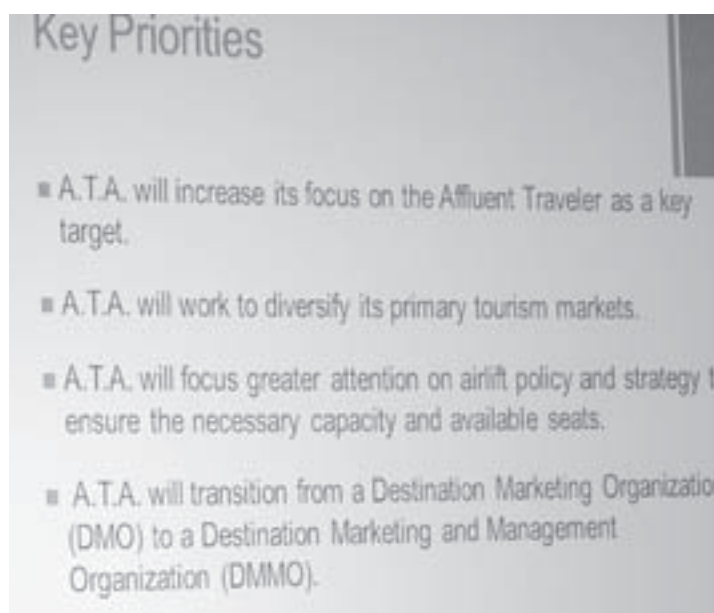 Key Priorities
■ A.T.A. will increase its focus on the Affluent Traveler as a key
target.
■ A.T.A. will work to diversify its primary tourism markets.
■ A.T.A. will focus greater attention on airlift policy and strategy t
ensure the necessary capacity and available seats.
■ A.T.A. will transition from a Destination Marketing Organizatio
(DMO) to a Destination Marketing and Management
Organization (DMMO).